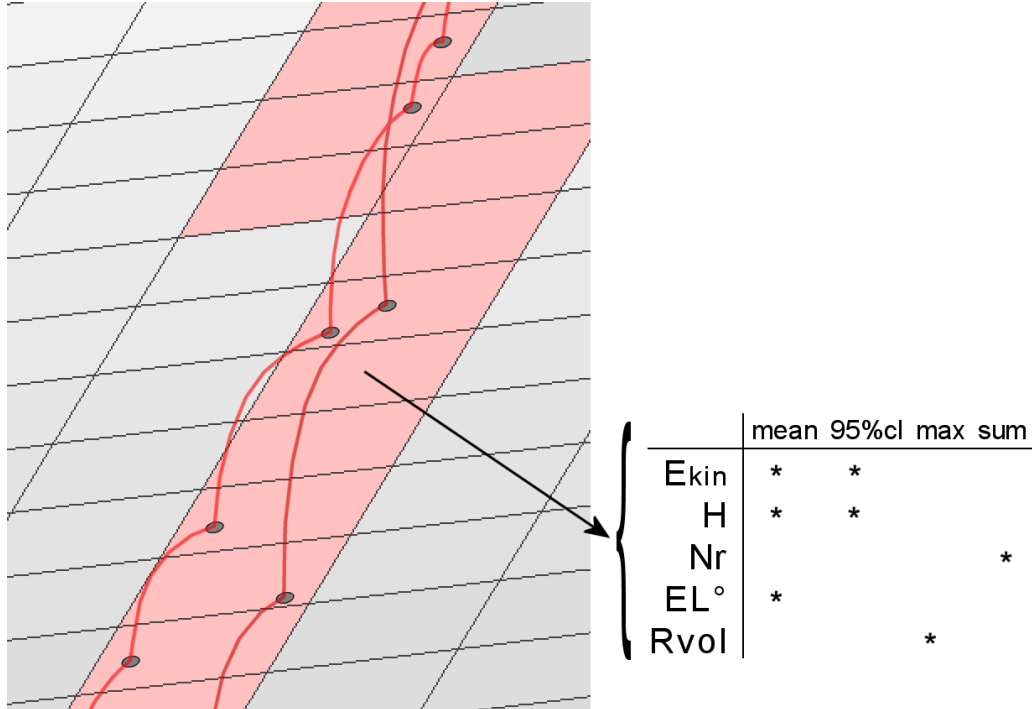 mean 95%cl max sum
Ekin * *
H * *
Nr *
EL° *
Rvol *